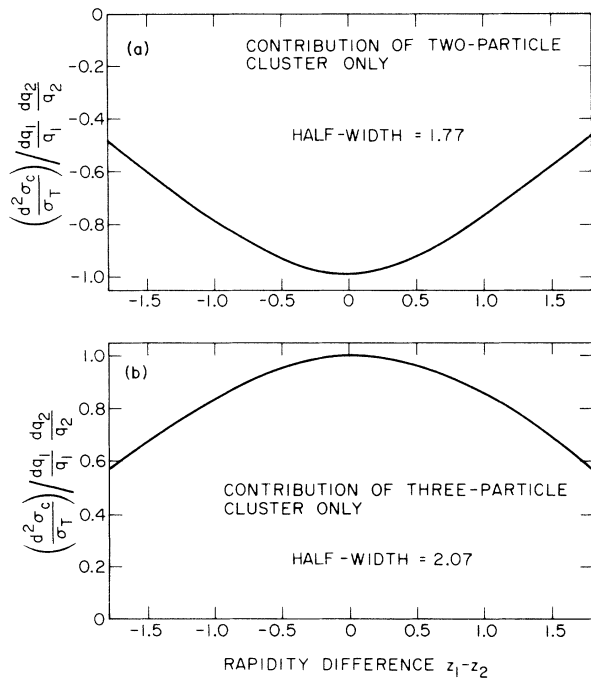 (a)
CONTRIBUTION OF TWO-PARTICLE
CLUSTER ONLY
HALF-WIDTH = 1.77
(d²σc/σT) / dq1/q1 dq2/q2
0
-0.2
-0.4
-0.6
-0.8
-1.0
-1.5 -1.0 -0.5 0 0.5 1.0 1.5
(b)
CONTRIBUTION OF THREE-PARTICLE
CLUSTER ONLY
HALF-WIDTH = 2.07
(d²σc/σT) / dq1/q1 dq2/q2
1.0
0.8
0.6
0.4
0.2
0
-1.5 -1.0 -0.5 0 0.5 1.0 1.5
RAPIDITY DIFFERENCE z1-z2